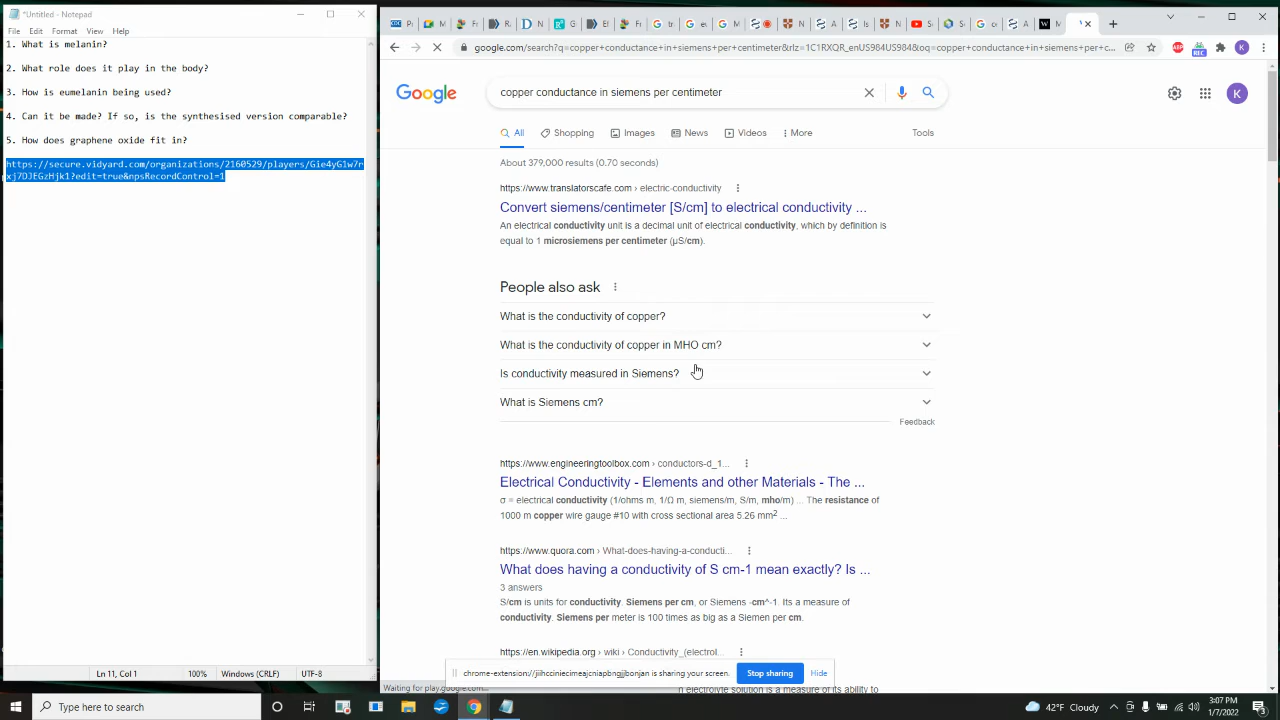 *Untitled - Notepad
File Edit Format View Help
1. What is melanin?
2. What role does it play in the body?
3. How is eumelanin being used?
4. Can it be made? If so, is the synthesised version comparable?
5. How does graphene oxide fit in?
https://secure.vidyard.com/organizations/2160529/players/Gie4yG1w7r
xj7DJEGzHjk1?edit=true&npsRecordControl=1
Ln 11, Col 1 100% Windows (CRLF) UTF-8
google.com/search?q=copper+conductance+in+siemens+per+centimeter&rlz=1C1RXQR_enUS984US984&oq=copper+conductance+in+siemens+per+c...
Google
copper conductance in siemens per centimeter
K
All Shopping Images News Videos More Tools
About 379,000 results (0.70 seconds)
https://www.translatorscafe.com › electric-conductivity
Convert siemens/centimeter [S/cm] to electrical conductivity ...
An electrical conductivity unit is a decimal unit of electrical conductivity, which by definition is
equal to 1 microsiemens per centimeter (µS/cm).
People also ask
What is the conductivity of copper?
What is the conductivity of copper in MHO cm?
Is conductivity measured in Siemens?
What is Siemens cm?
Feedback
https://www.engineeringtoolbox.com › conductors-d_1...
Electrical Conductivity - Elements and other Materials - The ...
σ = electrical conductivity (1/ohms m, 1/Ω m, siemens/m, S/m, mho/m) ... The resistance of
1000 m copper wire gauge #10 with cross sectional area 5.26 mm2 ...
https://www.quora.com › What-does-having-a-conducti...
What does having a conductivity of S cm-1 mean exactly? Is ...
3 answers
S/cm is units for conductivity. Siemens per cm, or Siemens -cm^-1. Its a measure of
conductivity. Siemens per meter is 100 times as big as a Siemen per cm.
https://en.wikipedia.org › wiki › Conductivity_(electrol...
chrome-extension://jiihcciniecimeajcniapbngjjbonjan is sharing your screen. Stop sharing Hide
Waiting for play.google.com...
n electrolyte solution is a measure of its ability to
Type here to search
42°F Cloudy
3:07 PM
1/7/2022